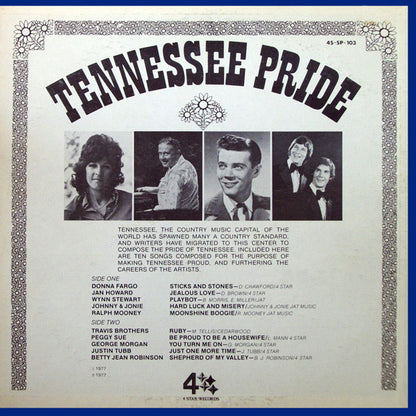 45-SP-103
TENNESSEE PRIDE
TENNESSEE, THE COUNTRY MUSIC CAPITAL OF THE
WORLD HAS SPAWNED MANY A COUNTRY STANDARD,
AND WRITERS HAVE MIGRATED TO THIS CENTER TO
COMPOSE THE PRIDE OF TENNESSEE. INCLUDED HERE
ARE TEN SONGS COMPOSED FOR THE PURPOSE OF
MAKING TENNESSEE PROUD, AND FURTHERING THE
CAREERS OF THE ARTISTS.
SIDE ONE
DONNA FARGO STICKS AND STONES—D. CRAWFORD/4 STAR
JAN HOWARD JEALOUS LOVE—D. BROWN/4 STAR
WYNN STEWART PLAYBOY—B. MORRIS, E. MILLER/JAT
JOHNNY & JONIE HARD LUCK AND MISERY—JOHNNY & JONIE JAT MUSIC
RALPH MOONEY MOONSHINE BOOGIE—R. MOONEY JAT MUSIC
SIDE TWO
TRAVIS BROTHERS RUBY—M. TELLIS/CEDARWOOD
PEGGY SUE BE PROUD TO BE A HOUSEWIFE—L. MANN/4 STAR
GEORGE MORGAN YOU TURN ME ON—G. MORGAN/4 STAR
JUSTIN TUBB JUST ONE MORE TIME—J. TUBB/4 STAR
BETTY JEAN ROBINSON SHEPHERD OF MY VALLEY—B. J. ROBINSON/4 STAR
1977
1977
4
4 STAR RECORDS